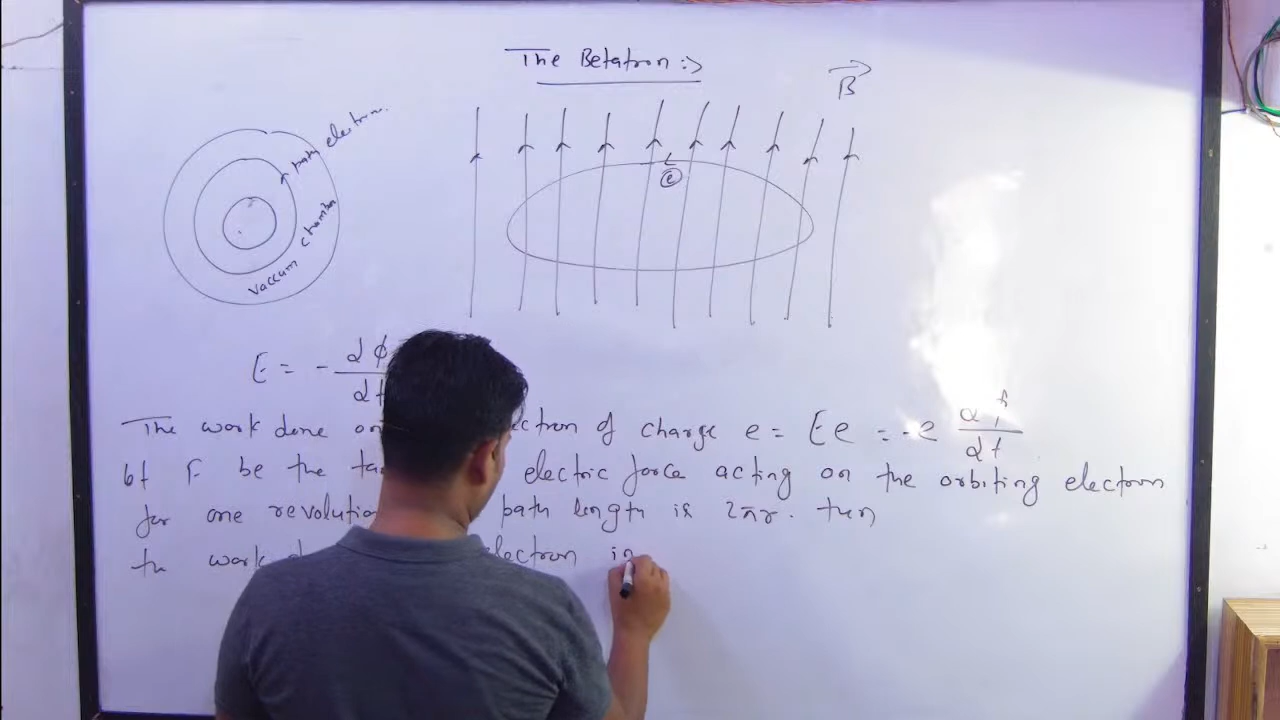 The Betatron :>
B
path electron.
vaccum chamber
e
E = - dφ/dt
The work done on ectron of charge e = Ee = -e dφ/dt
let F be the electric force acting on the orbiting electron
for one revolution path length is 2πr. then
the work electron in